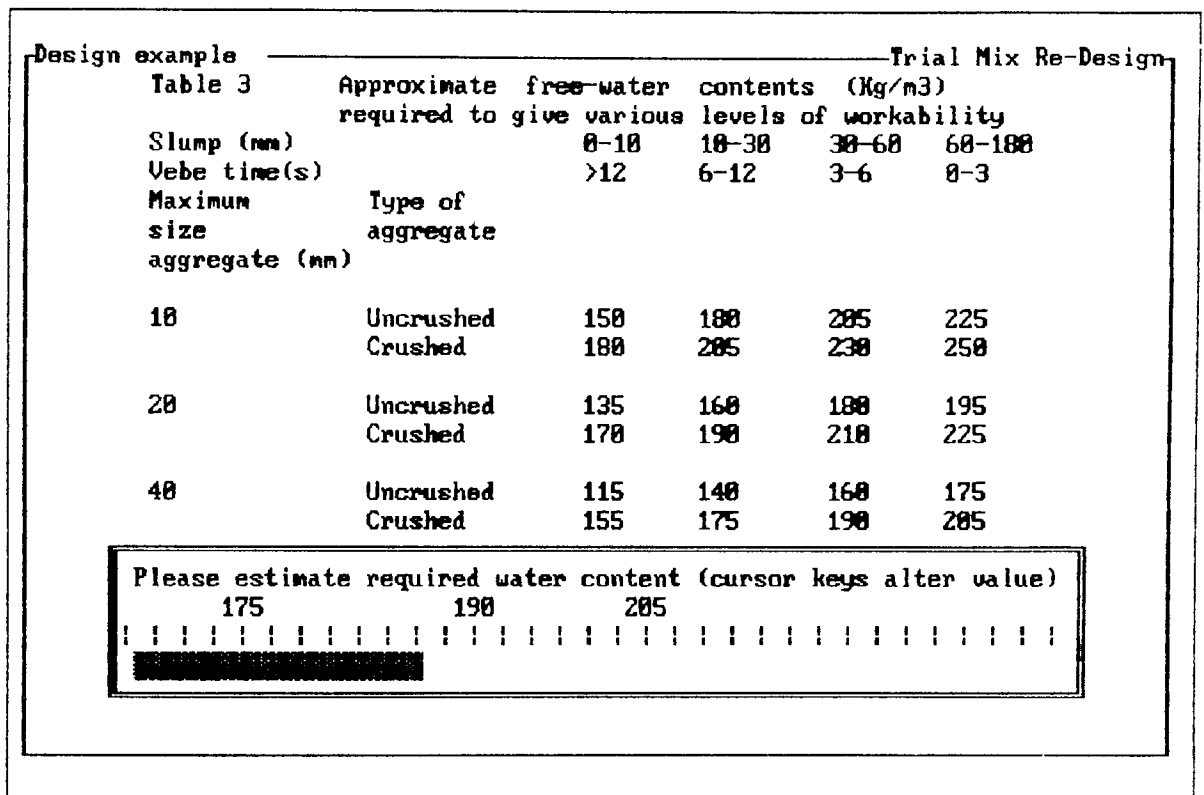 Design example Trial Mix Re-Design
Table 3 Approximate free-water contents (Kg/m3)
required to give various levels of workability
Slump (mm) 0-10 10-30 30-60 60-180
Vebe time(s) >12 6-12 3-6 0-3
Maximum Type of
size aggregate
aggregate (mm)
10 Uncrushed 150 180 205 225
Crushed 180 205 230 250
20 Uncrushed 135 160 180 195
Crushed 170 190 210 225
40 Uncrushed 115 140 160 175
Crushed 155 175 190 205
Please estimate required water content (cursor keys alter value)
175 190 205